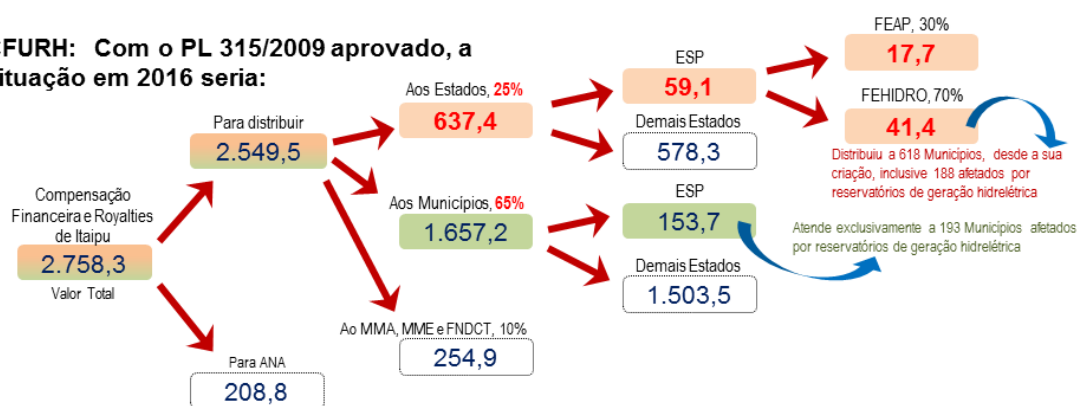 CFURH: Com o PL 315/2009 aprovado, a
ituação em 2016 seria:
Compensação
Financeira e Royalties
de Itaipu
2.758,3
Valor Total
Para distribuir
2.549,5
Para ANA
208,8
Aos Estados, 25%
637,4
Aos Municípios, 65%
1.657,2
Ao MMA, MME e FNDCT, 10%
254,9
ESP
59,1
Demais Estados
578,3
ESP
153,7
Demais Estados
1.503,5
FEAP, 30%
17,7
FEHIDRO, 70%
41,4
Distribuiu a 618 Municípios, desde a sua
criação, inclusive 188 afetados por
reservatórios de geração hidrelétrica
Atende exclusivamente a 193 Municípios afetados
por reservatórios de geração hidrelétrica